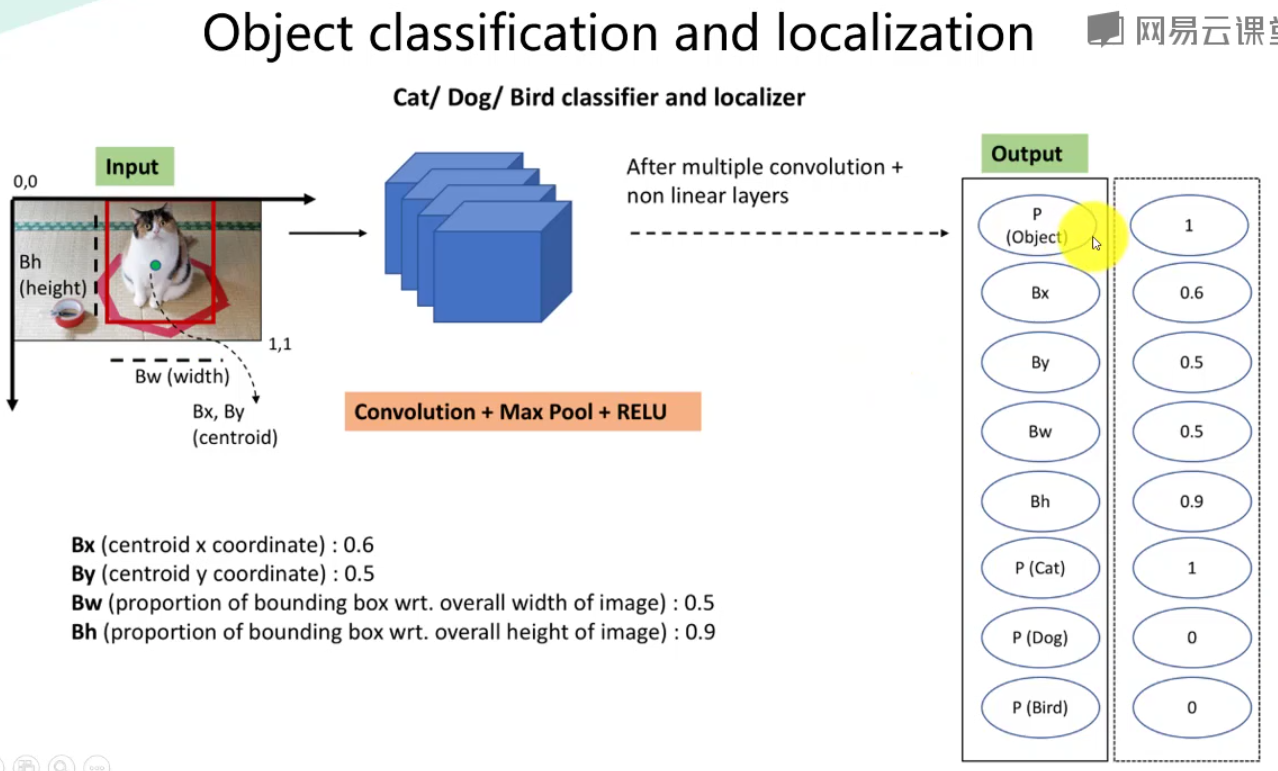 Object classification and localization
网易云课堂
Cat/ Dog/ Bird classifier and localizer
Input
0,0
Bh
(height)
1,1
Bw (width)
Bx, By
(centroid)
After multiple convolution +
non linear layers
Convolution + Max Pool + RELU
Output
P
(Object)
1
Bx
0.6
By
0.5
Bw
0.5
Bh
0.9
P (Cat)
1
P (Dog)
0
P (Bird)
0
Bx (centroid x coordinate) : 0.6
By (centroid y coordinate) : 0.5
Bw (proportion of bounding box wrt. overall width of image) : 0.5
Bh (proportion of bounding box wrt. overall height of image) : 0.9